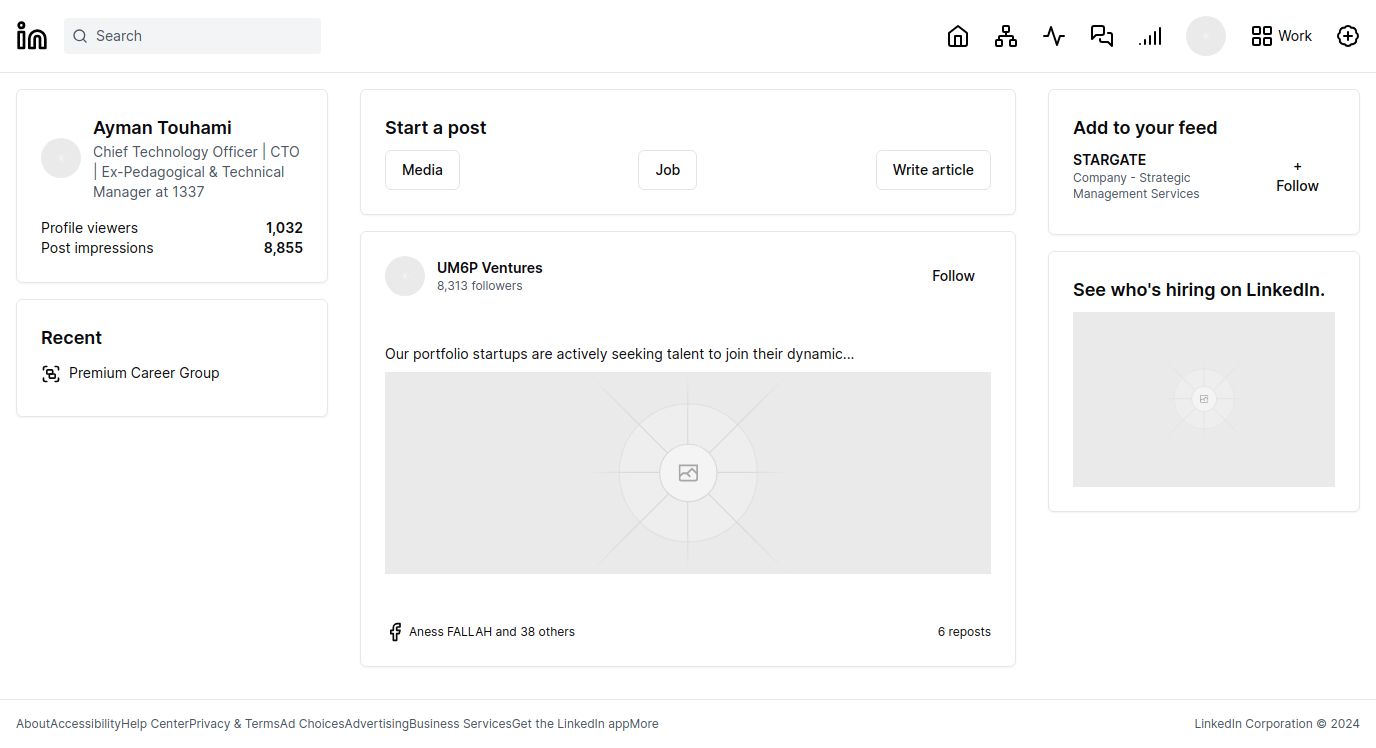 in
Search
Work
Ayman Touhami
Chief Technology Officer | CTO
| Ex-Pedagogical & Technical
Manager at 1337
Profile viewers 1,032
Post impressions 8,855
Recent
Premium Career Group
Start a post
Media Job Write article
UM6P Ventures
8,313 followers
Follow
Our portfolio startups are actively seeking talent to join their dynamic...
Aness FALLAH and 38 others
6 reposts
Add to your feed
STARGATE
Company - Strategic
Management Services
+
Follow
See who's hiring on LinkedIn.
AboutAccessibilityHelp CenterPrivacy & TermsAd ChoicesAdvertisingBusiness ServicesGet the LinkedIn appMore
LinkedIn Corporation © 2024